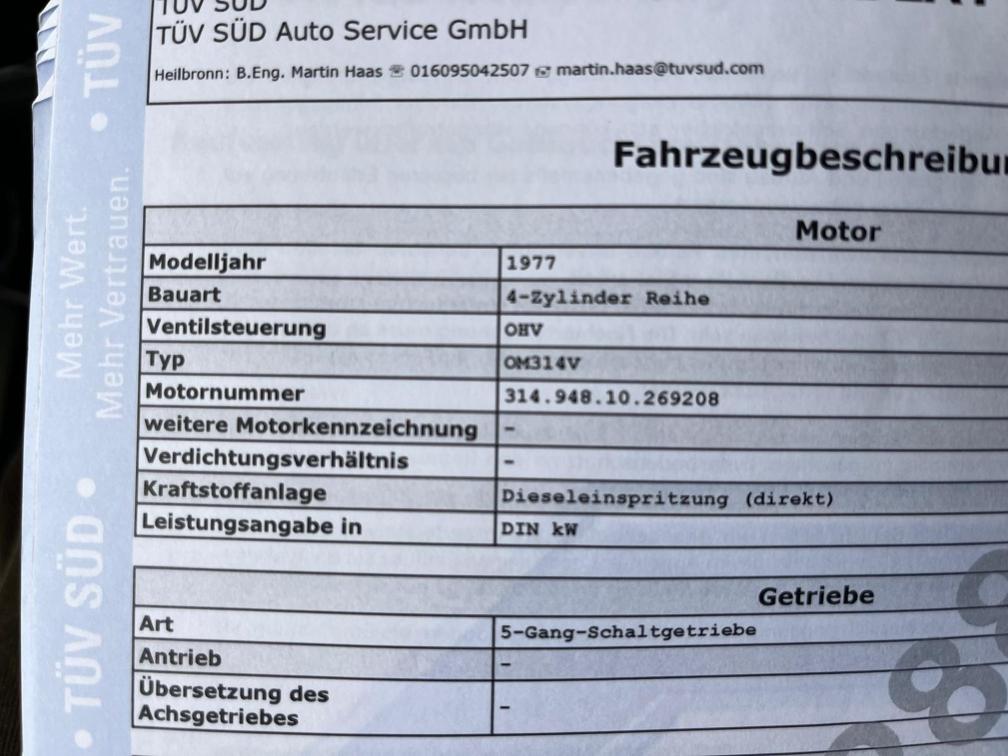 TÜV SÜD
TÜV SÜD Auto Service GmbH
Heilbronn: B.Eng. Martin Haas ☏ 016095042507 martin.haas@tuvsud.com
Fahrzeugbeschreibu
Motor
Modelljahr 1977
Bauart 4-Zylinder Reihe
Ventilsteuerung OHV
Typ OM314V
Motornummer 314.948.10.269208
weitere Motorkennzeichnung -
Verdichtungsverhältnis -
Kraftstoffanlage Dieseleinspritzung (direkt)
Leistungsangabe in DIN kW
Getriebe
Art 5-Gang-Schaltgetriebe
Antrieb -
Übersetzung des
Achsgetriebes -
• TÜV SÜD • Mehr Wert. • TÜV
Mehr Vertrauen.